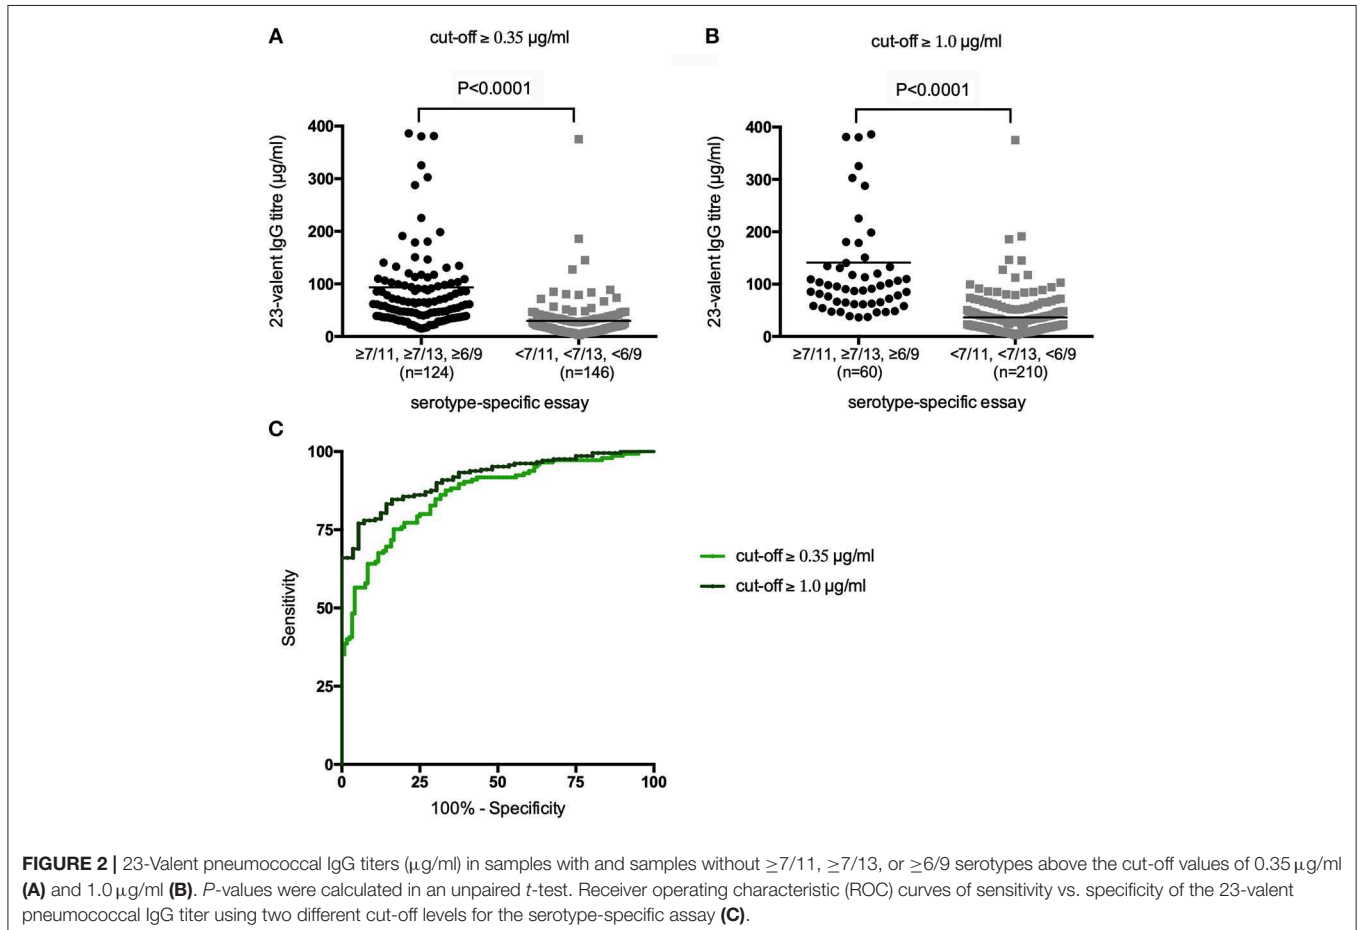 A
cut-off ≥ 0.35 µg/ml
P<0.0001
23-valent IgG titre (µg/ml)
400
300
200
100
0
≥7/11, ≥7/13, ≥6/9
(n=124)
<7/11, <7/13, <6/9
(n=146)
serotype-specific essay
B
cut-off ≥ 1.0 µg/ml
P<0.0001
23-valent IgG titre (µg/ml)
400
300
200
100
0
≥7/11, ≥7/13, ≥6/9
(n=60)
<7/11, <7/13, <6/9
(n=210)
serotype-specific essay
C
Sensitivity
100
75
50
25
0
0 25 50 75 100
100% - Specificity
cut-off ≥ 0.35 µg/ml
cut-off ≥ 1.0 µg/ml
FIGURE 2 | 23-Valent pneumococcal IgG titers (µg/ml) in samples with and samples without ≥7/11, ≥7/13, or ≥6/9 serotypes above the cut-off values of 0.35 µg/ml
(A) and 1.0 µg/ml (B). P-values were calculated in an unpaired t-test. Receiver operating characteristic (ROC) curves of sensitivity vs. specificity of the 23-valent
pneumococcal IgG titer using two different cut-off levels for the serotype-specific assay (C).